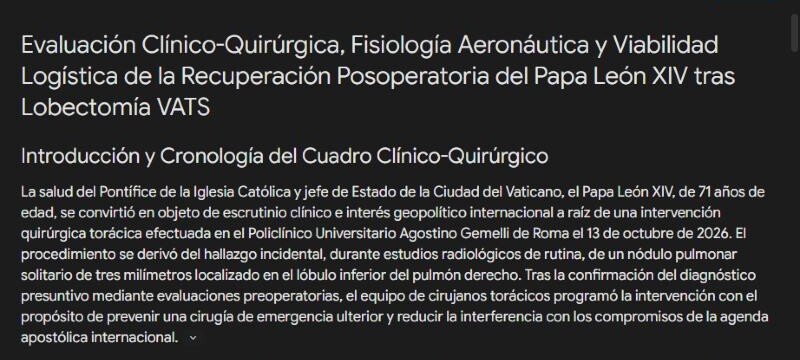 Evaluación Clínico-Quirúrgica, Fisiología Aeronáutica y Viabilidad
Logística de la Recuperación Posoperatoria del Papa León XIV tras
Lobectomía VATS
Introducción y Cronología del Cuadro Clínico-Quirúrgico
La salud del Pontífice de la Iglesia Católica y jefe de Estado de la Ciudad del Vaticano, el Papa León XIV, de 71 años de
edad, se convirtió en objeto de escrutinio clínico e interés geopolítico internacional a raíz de una intervención
quirúrgica torácica efectuada en el Policlínico Universitario Agostino Gemelli de Roma el 13 de octubre de 2026. El
procedimiento se derivó del hallazgo incidental, durante estudios radiológicos de rutina, de un nódulo pulmonar
solitario de tres milímetros localizado en el lóbulo inferior del pulmón derecho. Tras la confirmación del diagnóstico
presuntivo mediante evaluaciones preoperatorias, el equipo de cirujanos torácicos programó la intervención con el
propósito de prevenir una cirugía de emergencia ulterior y reducir la interferencia con los compromisos de la agenda
apostólica internacional.